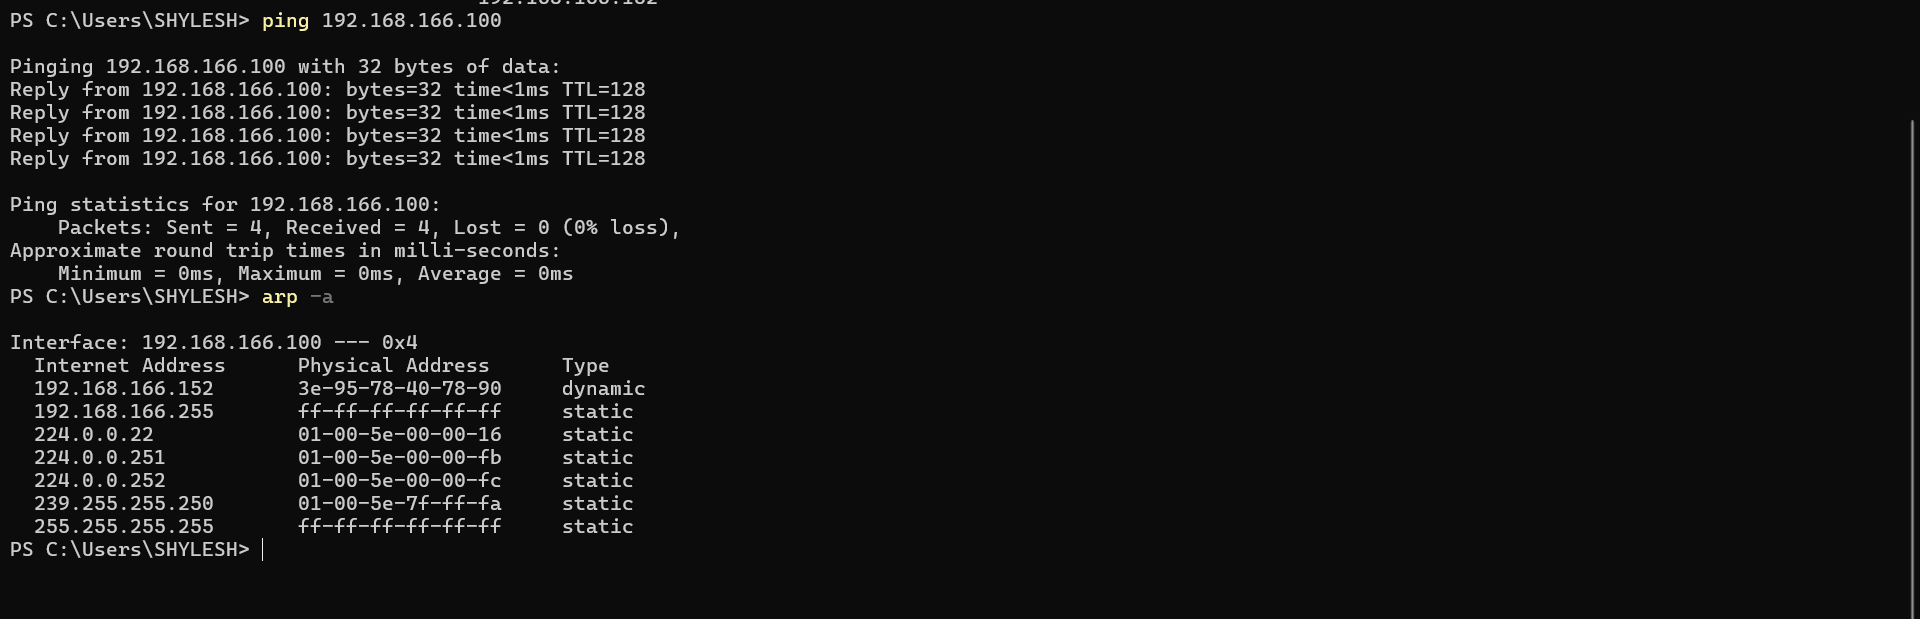 PS C:\Users\SHYLESH> ping 192.168.166.100
Pinging 192.168.166.100 with 32 bytes of data:
Reply from 192.168.166.100: bytes=32 time<1ms TTL=128
Reply from 192.168.166.100: bytes=32 time<1ms TTL=128
Reply from 192.168.166.100: bytes=32 time<1ms TTL=128
Reply from 192.168.166.100: bytes=32 time<1ms TTL=128
Ping statistics for 192.168.166.100:
    Packets: Sent = 4, Received = 4, Lost = 0 (0% loss),
Approximate round trip times in milli-seconds:
    Minimum = 0ms, Maximum = 0ms, Average = 0ms
PS C:\Users\SHYLESH> arp -a
Interface: 192.168.166.100 --- 0x4
  Internet Address      Physical Address      Type
  192.168.166.152       3e-95-78-40-78-90     dynamic
  192.168.166.255       ff-ff-ff-ff-ff-ff     static
  224.0.0.22            01-00-5e-00-00-16     static
  224.0.0.251           01-00-5e-00-00-fb     static
  224.0.0.252           01-00-5e-00-00-fc     static
  239.255.255.250       01-00-5e-7f-ff-fa     static
  255.255.255.255       ff-ff-ff-ff-ff-ff     static
PS C:\Users\SHYLESH>